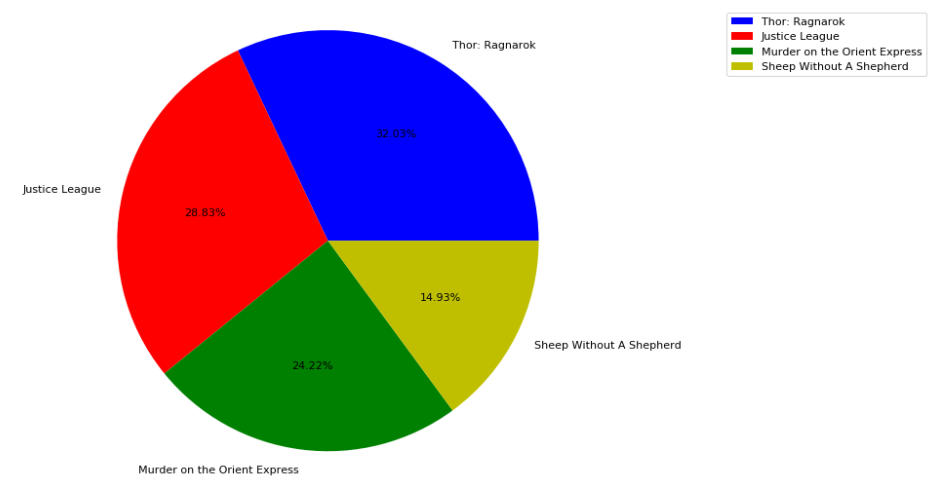 Thor: Ragnarok
Justice League
Murder on the Orient Express
Sheep Without A Shepherd
Thor: Ragnarok
32.03%
Justice League
28.83%
14.93%
Sheep Without A Shepherd
24.22%
Murder on the Orient Express